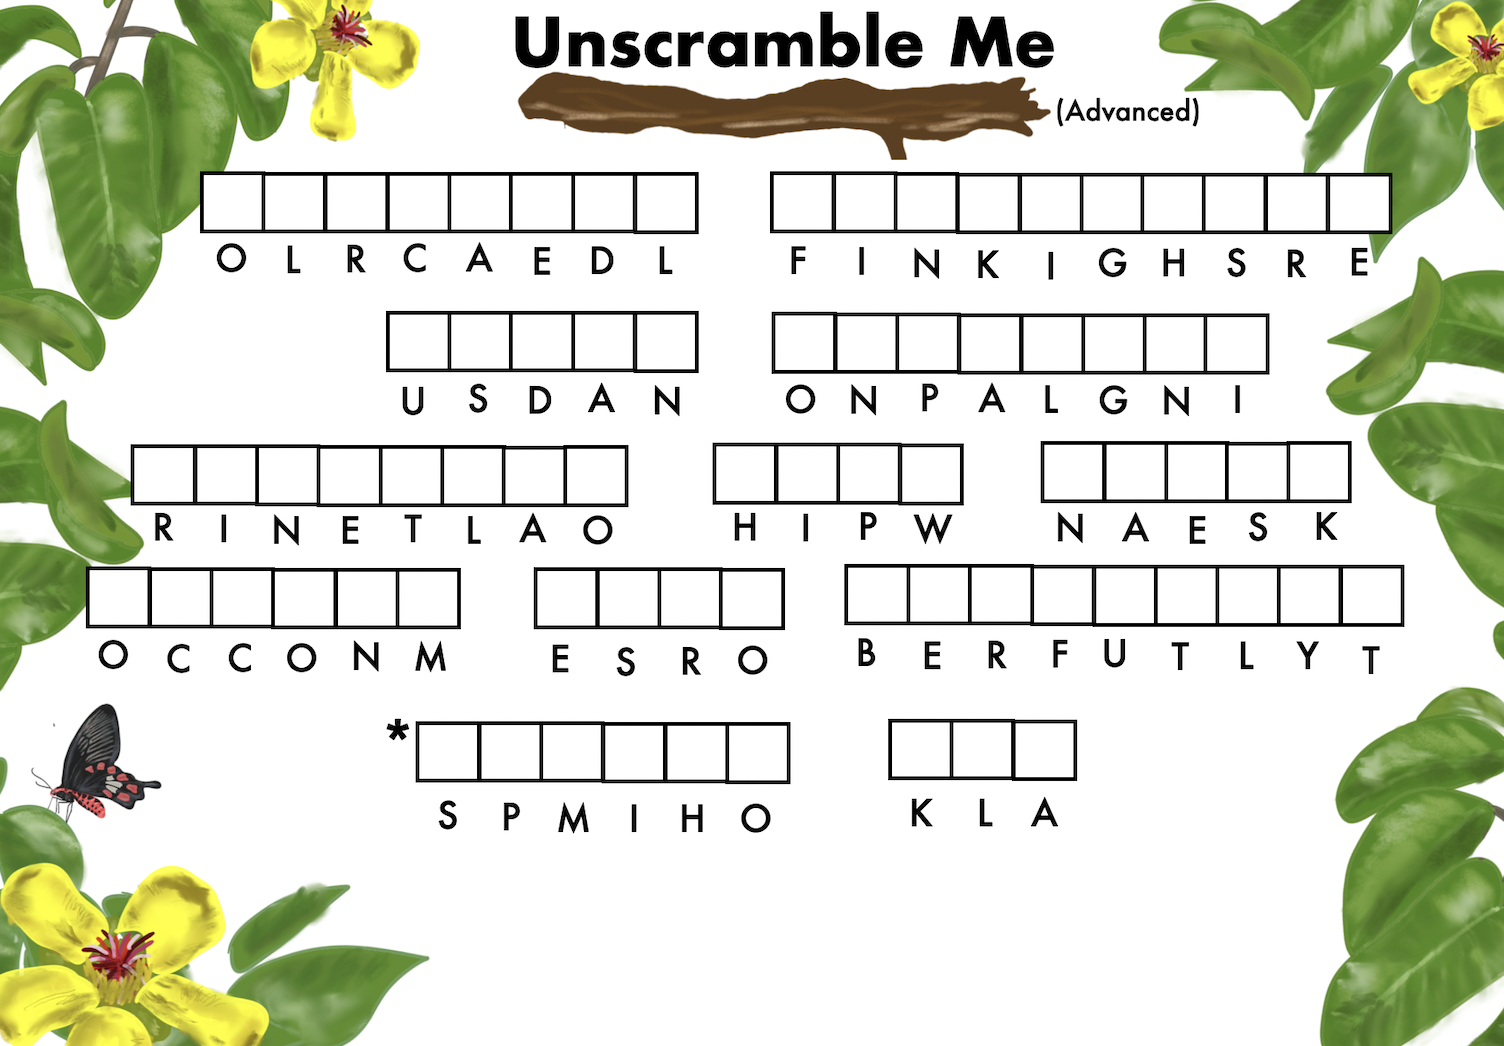 Unscramble Me
(Advanced)
O L R C A E D L
F I N K I G H S R E
U S D A N
O N P A L G N I
R I N E T L A O
H I P W
N A E S K
O C C O N M
E S R O
B E R F U T L Y T
*
S P M I H O
K L A